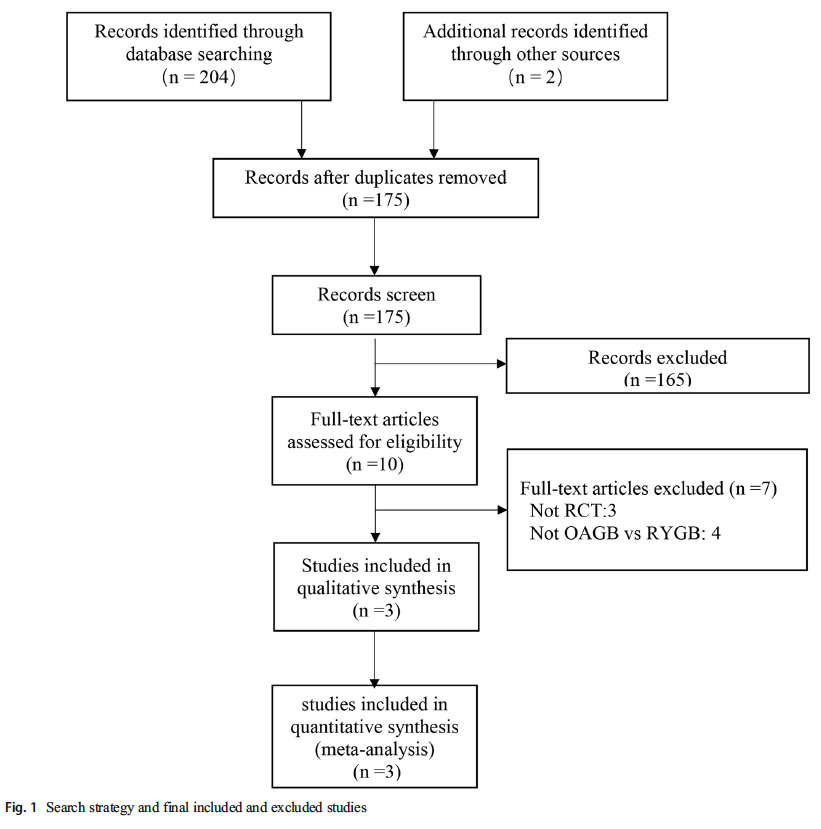 Records identified through
database searching
(n = 204)
Additional records identified
through other sources
(n = 2)
Records after duplicates removed
(n =175)
Records screen
(n =175)
Records excluded
(n =165)
Full-text articles
assessed for eligibility
(n =10)
Full-text articles excluded (n =7)
Not RCT:3
Not OAGB vs RYGB: 4
Studies included in
qualitative synthesis
(n =3)
studies included in
quantitative synthesis
(meta-analysis)
(n =3)
Fig. 1 Search strategy and final included and excluded studies